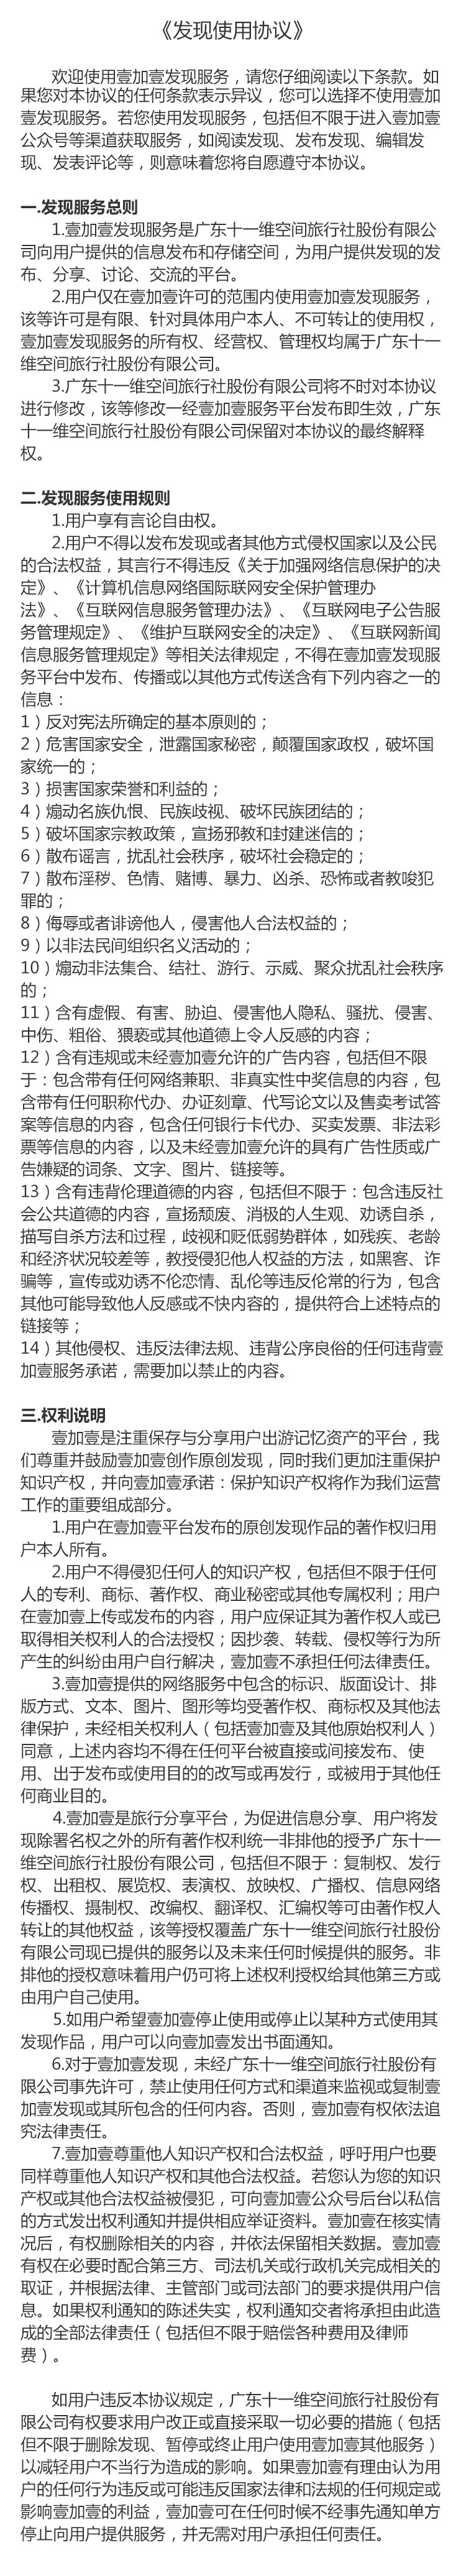 《发现使用协议》
欢迎使用壹加壹发现服务，请您仔细阅读以下条款。如
果您对本协议的任何条款表示异议，您可以选择不使用壹加
壹发现服务。若您使用发现服务，包括但不限于进入壹加壹
公众号等渠道获取服务，如阅读发现、发布发现、编辑发
现、发表评论等，则意味着您将自愿遵守本协议。
一.发现服务总则
1.壹加壹发现服务是广东十一维空间旅行社股份有限公
司向用户提供的信息发布和存储空间，为用户提供发现的发
布、分享、讨论、交流的平台。
2.用户仅在壹加壹许可的范围内使用壹加壹发现服务，
该等许可是有限、针对具体用户本人、不可转让的使用权，
壹加壹发现服务的所有权、经营权、管理权均属于广东十一
维空间旅行社股份有限公司。
3.广东十一维空间旅行社股份有限公司将不时对本协议
进行修改，该等修改一经壹加壹服务平台发布即生效，广东
十一维空间旅行社股份有限公司保留对本协议的最终解释
权。
二.发现服务使用规则
1.用户享有言论自由权。
2.用户不得以发布发现或者其他方式侵权国家以及公民
的合法权益，其言行不得违反《关于加强网络信息保护的决
定》、《计算机信息网络国际联网安全保护管理办
法》、《互联网信息服务管理办法》、《互联网电子公告服
务管理规定》、《维护互联网安全的决定》、《互联网新闻
信息服务管理规定》等相关法律规定，不得在壹加壹发现服
务平台中发布、传播或以其他方式传送含有下列内容之一的
信息：
1）反对宪法所确定的基本原则的；
2）危害国家安全，泄露国家秘密，颠覆国家政权，破坏国
家统一的；
3）损害国家荣誉和利益的；
4）煽动名族仇恨、民族歧视、破坏民族团结的；
5）破坏国家宗教政策，宣扬邪教和封建迷信的；
6）散布谣言，扰乱社会秩序，破坏社会稳定的；
7）散布淫秽、色情、赌博、暴力、凶杀、恐怖或者教唆犯
罪的；
8）侮辱或者诽谤他人，侵害他人合法权益的；
9）以非法民间组织名义活动的；
10）煽动非法集合、结社、游行、示威、聚众扰乱社会秩序
的；
11）含有虚假、有害、胁迫、侵害他人隐私、骚扰、侵害、
中伤、粗俗、猥亵或其他道德上令人反感的内容；
12）含有违规或未经壹加壹允许的广告内容，包括但不限
于：包含带有任何网络兼职、非真实性中奖信息的内容，包
含带有任何职称代办、办证刻章、代写论文以及售卖考试答
案等信息的内容，包含任何银行卡代办、买卖发票、非法彩
票等信息的内容，以及未经壹加壹允许的具有广告性质或广
告嫌疑的词条、文字、图片、链接等。
13）含有违背伦理道德的内容，包括但不限于：包含违反社
会公共道德的内容，宣扬颓废、消极的人生观、劝诱自杀，
描写自杀方法和过程，歧视和贬低弱势群体，如残疾、老龄
和经济状况较差等，教授侵犯他人权益的方法，如黑客、诈
骗等，宣传或劝诱不伦恋情、乱伦等违反伦常的行为，包含
其他可能导致他人反感或不快内容的，提供符合上述特点的
链接等；
14）其他侵权、违反法律法规、违背公序良俗的任何违背壹
加壹服务承诺，需要加以禁止的内容。
三.权利说明
壹加壹是注重保存与分享用户出游记忆资产的平台，我
们尊重并鼓励壹加壹创作原创发现，同时我们更加注重保护
知识产权，并向壹加壹承诺：保护知识产权将作为我们运营
工作的重要组成部分。
1.用户在壹加壹平台发布的原创发现作品的著作权归用
户本人所有。
2.用户不得侵犯任何人的知识产权，包括但不限于任何
人的专利、商标、著作权、商业秘密或其他专属权利；用户
在壹加壹上传或发布的内容，用户应保证其为著作权人或已
取得相关权利人的合法授权；因抄袭、转载、侵权等行为所
产生的纠纷由用户自行解决，壹加壹不承担任何法律责任。
3.壹加壹提供的网络服务中包含的标识、版面设计、排
版方式、文本、图片、图形等均受著作权、商标权及其他法
律保护，未经相关权利人（包括壹加壹及其他原始权利人）
同意，上述内容均不得在任何平台被直接或间接发布、使
用、出于发布或使用目的的改写或再发行，或被用于其他任
何商业目的。
4.壹加壹是旅行分享平台，为促进信息分享、用户将发
现除署名权之外的所有著作权利统一非排他的授予广东十一
维空间旅行社股份有限公司，包括但不限于：复制权、发行
权、出租权、展览权、表演权、放映权、广播权、信息网络
传播权、摄制权、改编权、翻译权、汇编权等可由著作权人
转让的其他权益，该等授权覆盖广东十一维空间旅行社股份
有限公司现已提供的服务以及未来任何时候提供的服务。非
排他的授权意味着用户仍可将上述权利授权给其他第三方或
由用户自己使用。
5.如用户希望壹加壹停止使用或停止以某种方式使用其
发现作品，用户可以向壹加壹发出书面通知。
6.对于壹加壹发现，未经广东十一维空间旅行社股份有
限公司事先许可，禁止使用任何方式和渠道来监视或复制壹
加壹发现或其所包含的任何内容。否则，壹加壹有权依法追
究法律责任。
7.壹加壹尊重他人知识产权和合法权益，呼吁用户也要
同样尊重他人知识产权和其他合法权益。若您认为您的知识
产权或其他合法权益被侵犯，可向壹加壹公众号后台以私信
的方式发出权利通知并提供相应举证资料。壹加壹在核实情
况后，有权删除相关的内容，并依法保留相关数据。壹加壹
有权在必要时配合第三方、司法机关或行政机关完成相关的
取证，并根据法律、主管部门或司法部门的要求提供用户信
息。如果权利通知的陈述失实，权利通知交者将承担由此造
成的全部法律责任（包括但不限于赔偿各种费用及律师
费）。
如用户违反本协议规定，广东十一维空间旅行社股份有
限公司有权要求用户改正或直接采取一切必要的措施（包括
但不限于删除发现、暂停或终止用户使用壹加壹其他服务）
以减轻用户不当行为造成的影响。如果壹加壹有理由认为用
户的任何行为违反或可能违反国家法律和法规的任何规定或
影响壹加壹的利益，壹加壹可在任何时候不经事先通知单方
停止向用户提供服务，并无需对用户承担任何责任。